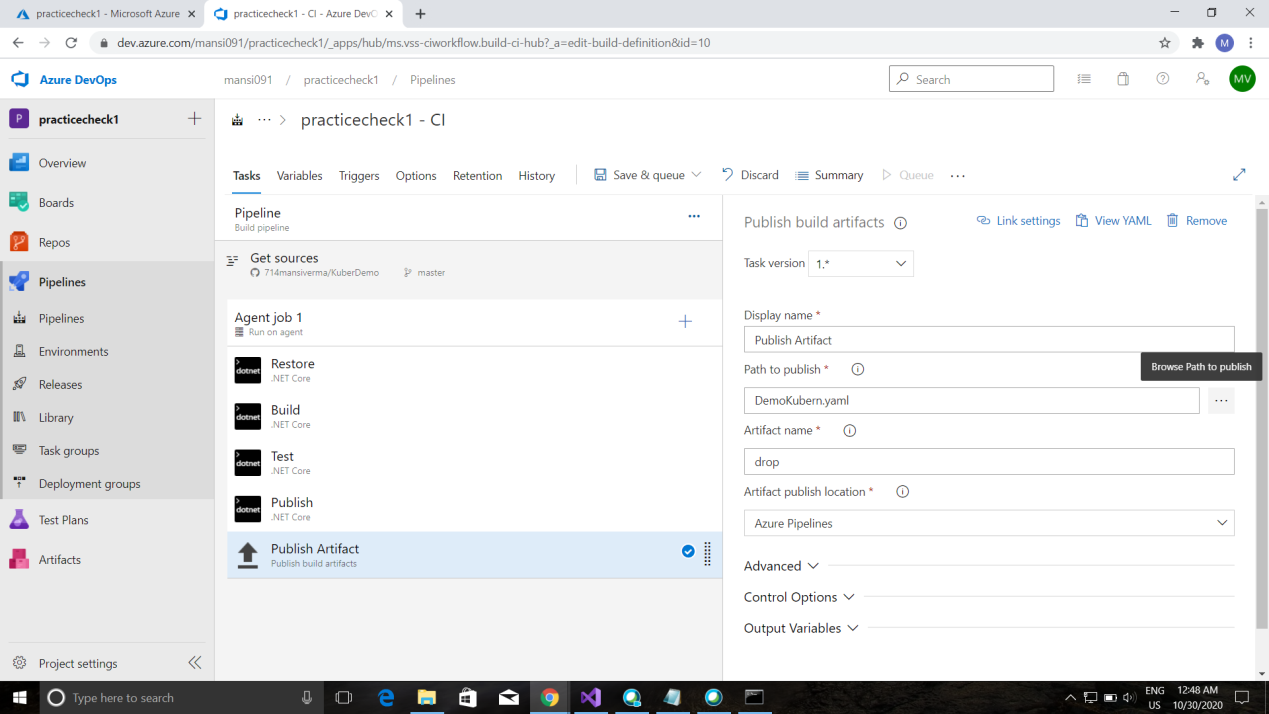 practicecheck1 - Microsoft Azure
practicecheck1 - CI - Azure DevO
dev.azure.com/mansi091/practicecheck1/_apps/hub/ms.vss-ciworkflow.build-ci-hub?_a=edit-build-definition&id=10
M
Azure DevOps
mansi091 / practicecheck1 / Pipelines
Search
MV
P practicecheck1
Overview
Boards
Repos
Pipelines
Pipelines
Environments
Releases
Library
Task groups
Deployment groups
Test Plans
Artifacts
Project settings
practicecheck1 - CI
Tasks Variables Triggers Options Retention History Save & queue Discard Summary Queue
Pipeline
Build pipeline
Get sources
714mansiverma/KuberDemo master
Agent job 1
Run on agent
dotnet
Restore
.NET Core
dotnet
Build
.NET Core
dotnet
Test
.NET Core
dotnet
Publish
.NET Core
Publish Artifact
Publish build artifacts
Publish build artifacts
Link settings View YAML Remove
Task version 1.*
Display name *
Publish Artifact
Path to publish *
Browse Path to publish
DemoKubern.yaml
Artifact name *
drop
Artifact publish location *
Azure Pipelines
Advanced
Control Options
Output Variables
Type here to search
ENG
US
12:48 AM
10/30/2020